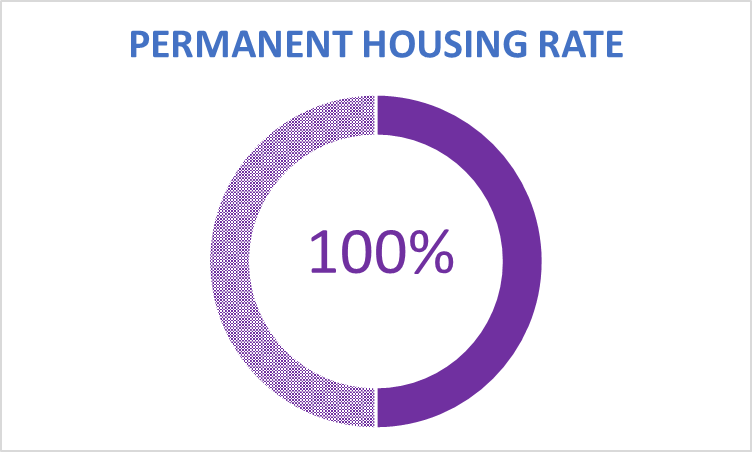 PERMANENT HOUSING RATE
100%